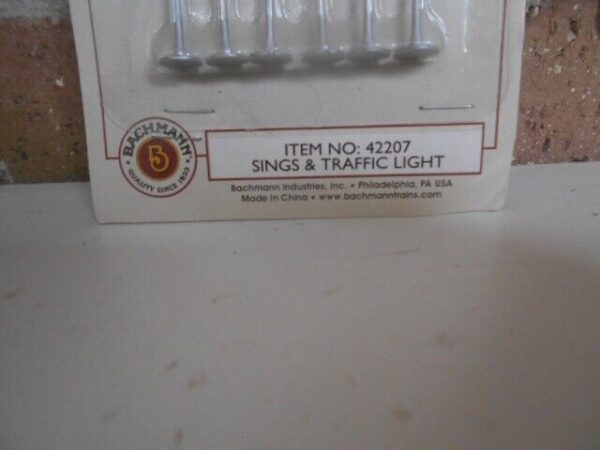 BACHMANN
B
QUALITY SINCE 1833
ITEM NO: 42207
SINGS & TRAFFIC LIGHT
Bachmann Industries, Inc. • Philadelphia, PA USA
Made in China • www.bachmanntrains.com